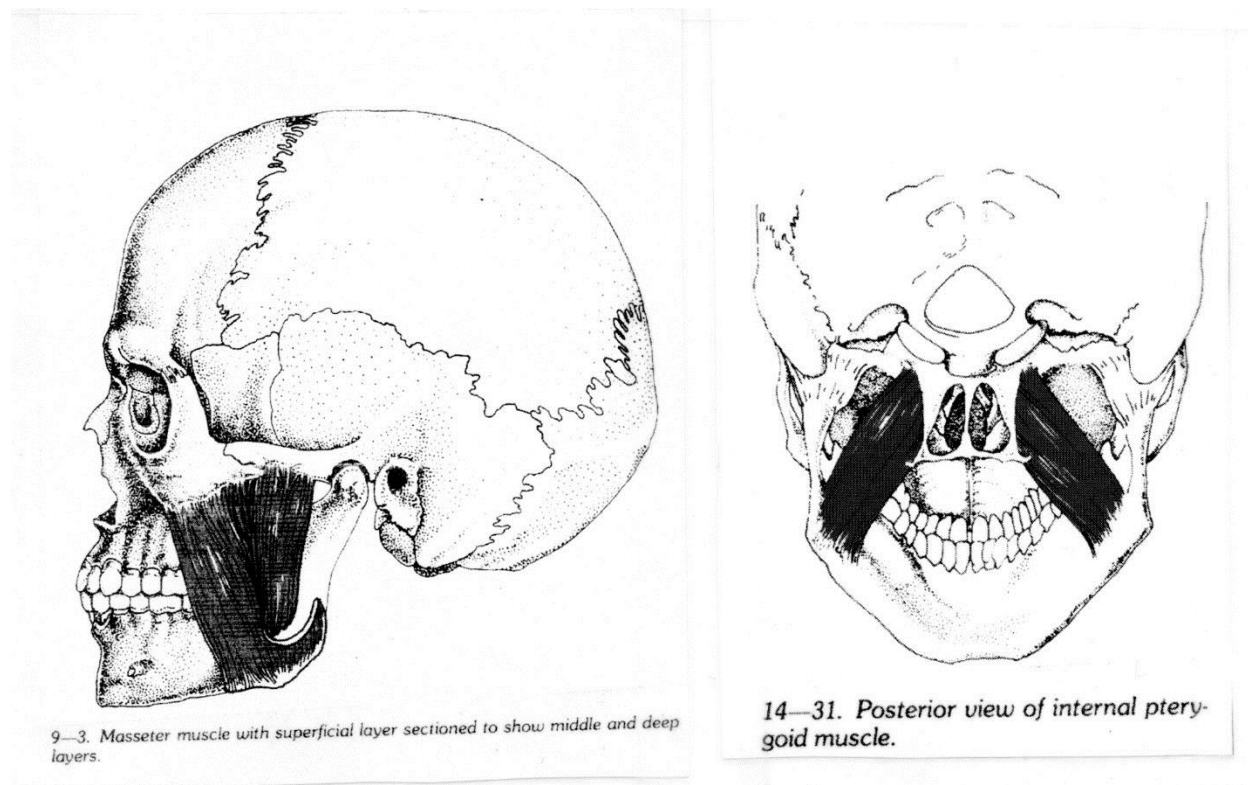 9—3. Masseter muscle with superficial layer sectioned to show middle and deep
layers.
14—31. Posterior view of internal ptery-
goid muscle.